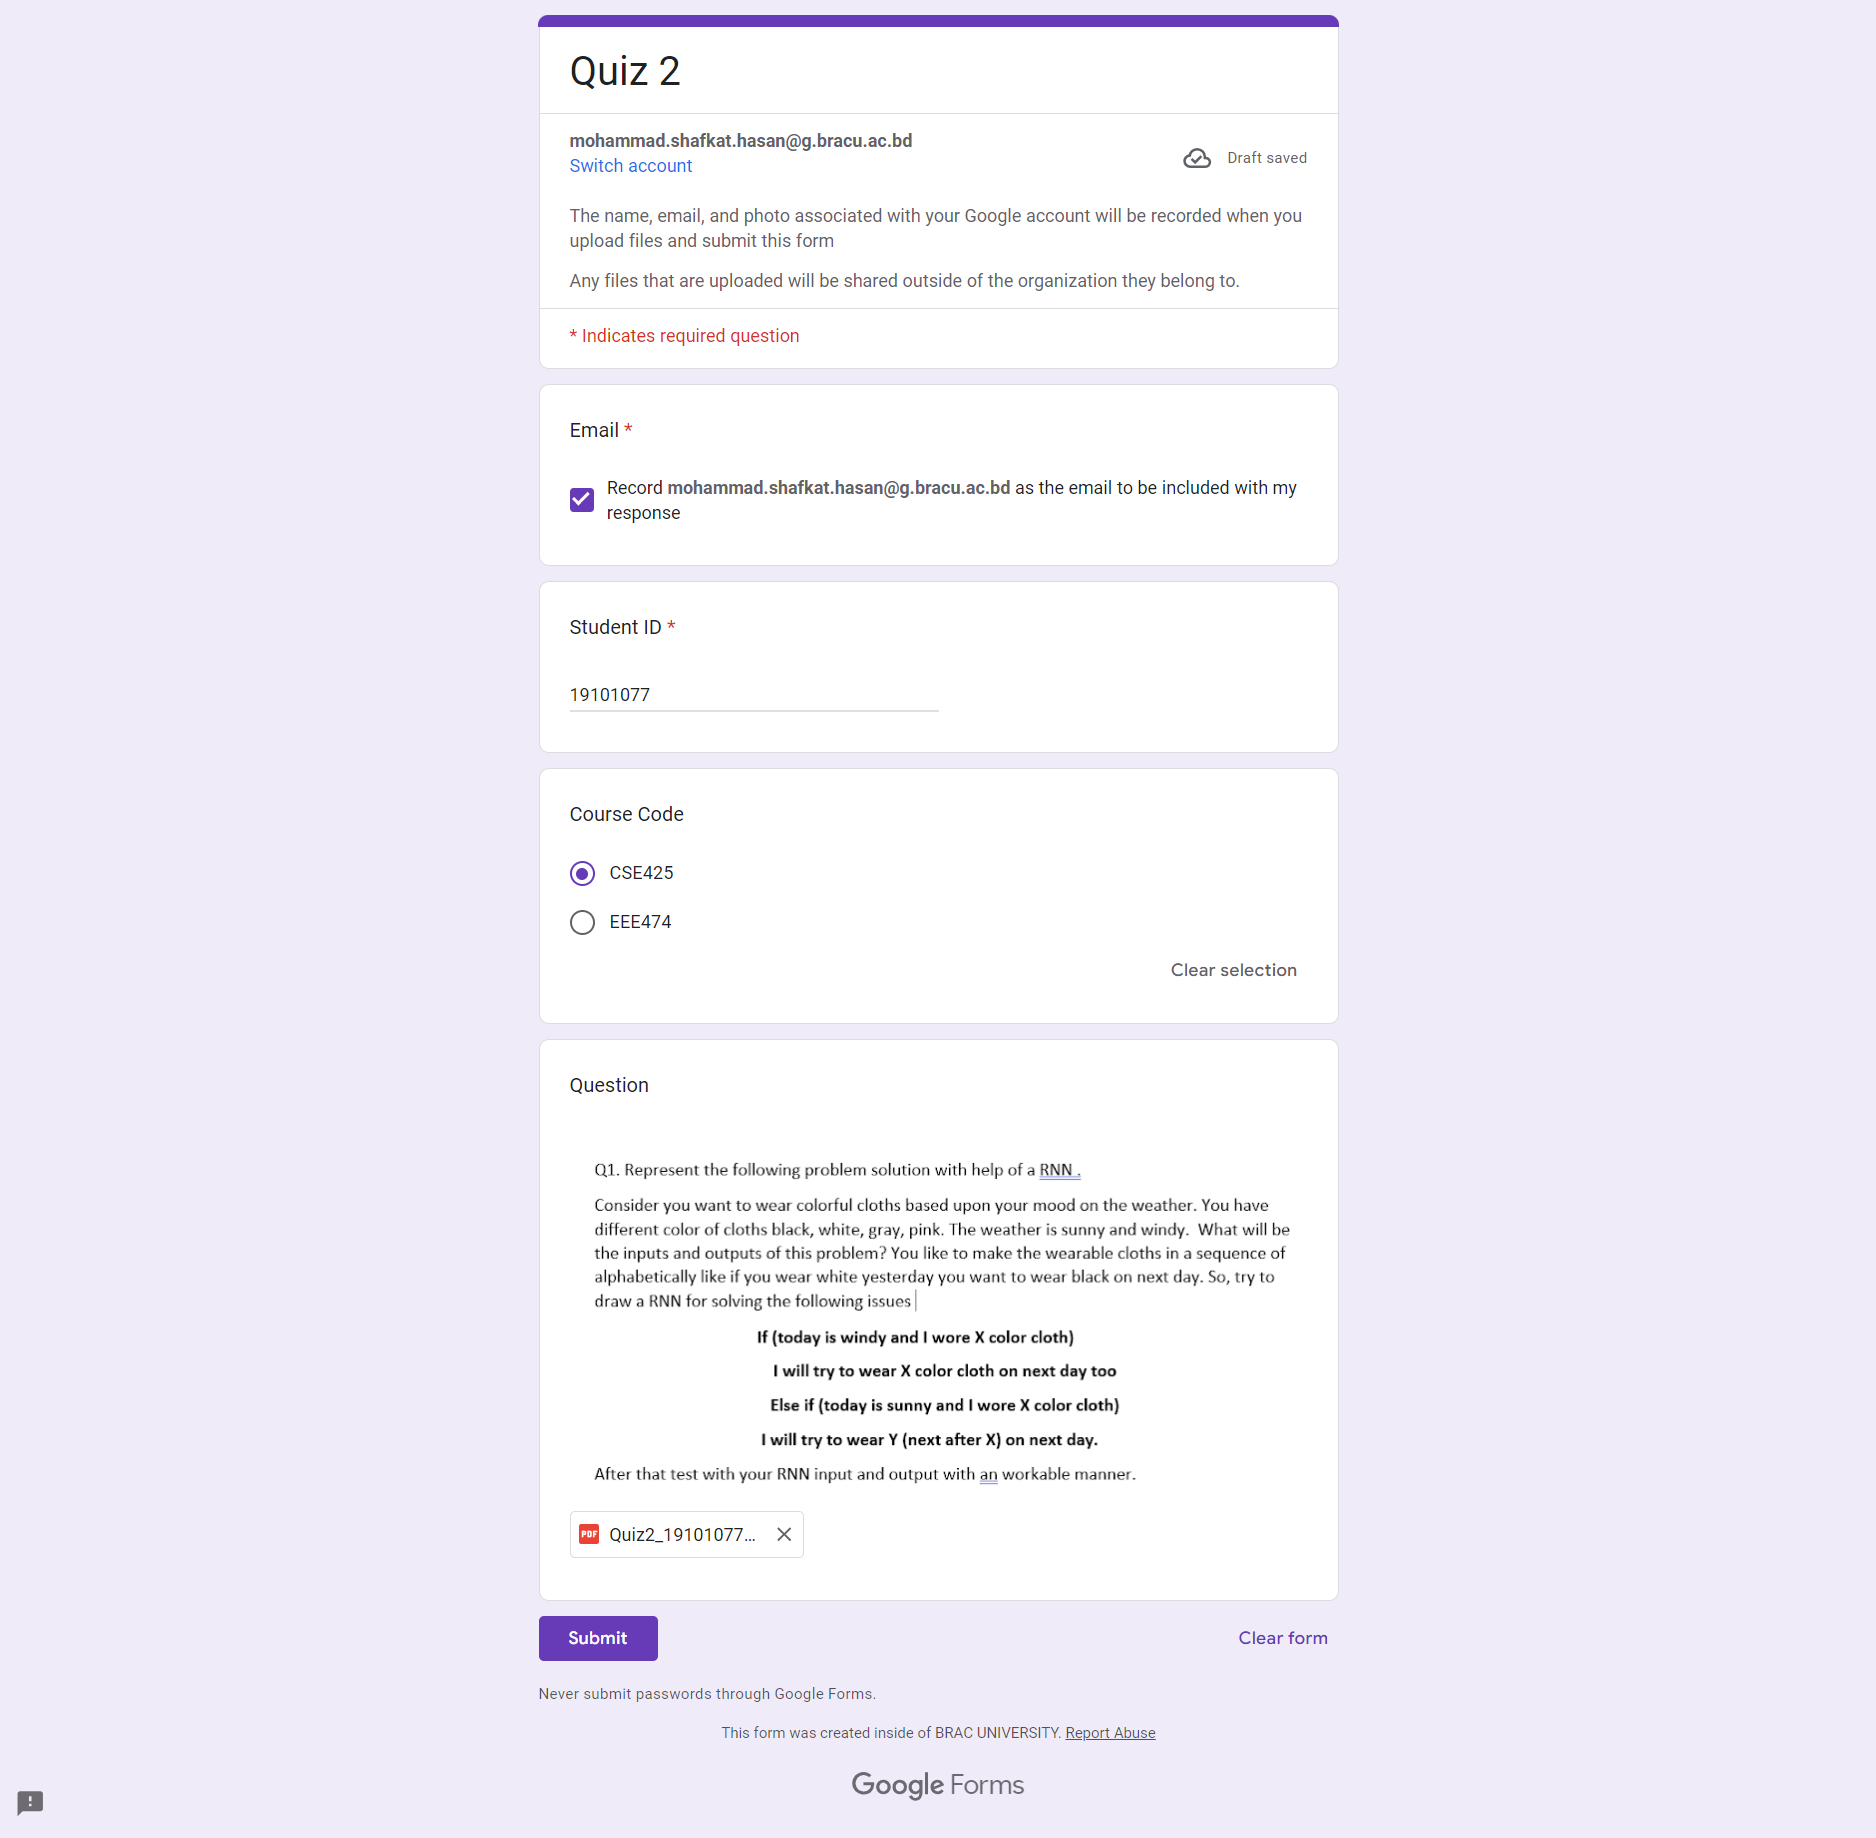 Quiz 2
mohammad.shafkat.hasan@g.bracu.ac.bd
Switch account
Draft saved
The name, email, and photo associated with your Google account will be recorded when you
upload files and submit this form
Any files that are uploaded will be shared outside of the organization they belong to.
* Indicates required question
Email *
Record mohammad.shafkat.hasan@g.bracu.ac.bd as the email to be included with my
response
Student ID *
19101077
Course Code
CSE425
EEE474
Clear selection
Question
Q1. Represent the following problem solution with help of a RNN .
Consider you want to wear colorful cloths based upon your mood on the weather. You have
different color of cloths black, white, gray, pink. The weather is sunny and windy. What will be
the inputs and outputs of this problem? You like to make the wearable cloths in a sequence of
alphabetically like if you wear white yesterday you want to wear black on next day. So, try to
draw a RNN for solving the following issues
If (today is windy and I wore X color cloth)
I will try to wear X color cloth on next day too
Else if (today is sunny and I wore X color cloth)
I will try to wear Y (next after X) on next day.
After that test with your RNN input and output with an workable manner.
PDF
Quiz2_19101077...
Submit
Clear form
Never submit passwords through Google Forms.
This form was created inside of BRAC UNIVERSITY. Report Abuse
Google Forms